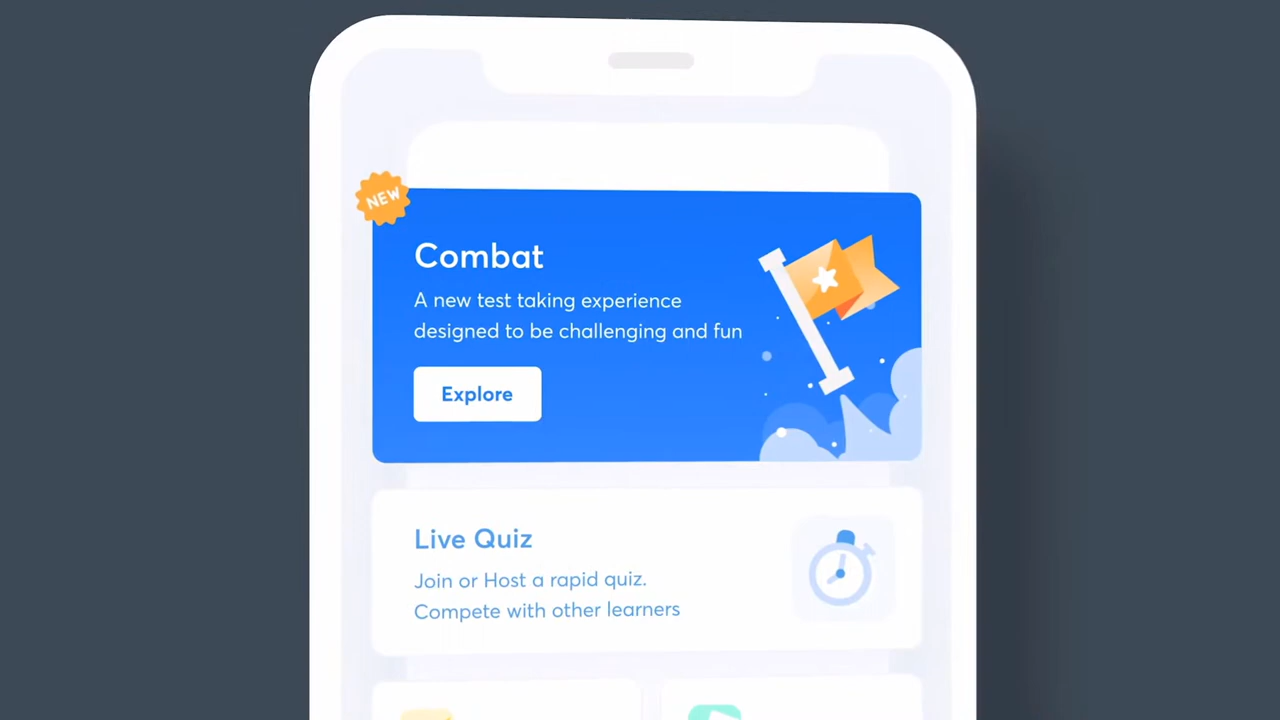 NEW
Combat
A new test taking experience
designed to be challenging and fun
Explore
Live Quiz
Join or Host a rapid quiz.
Compete with other learners